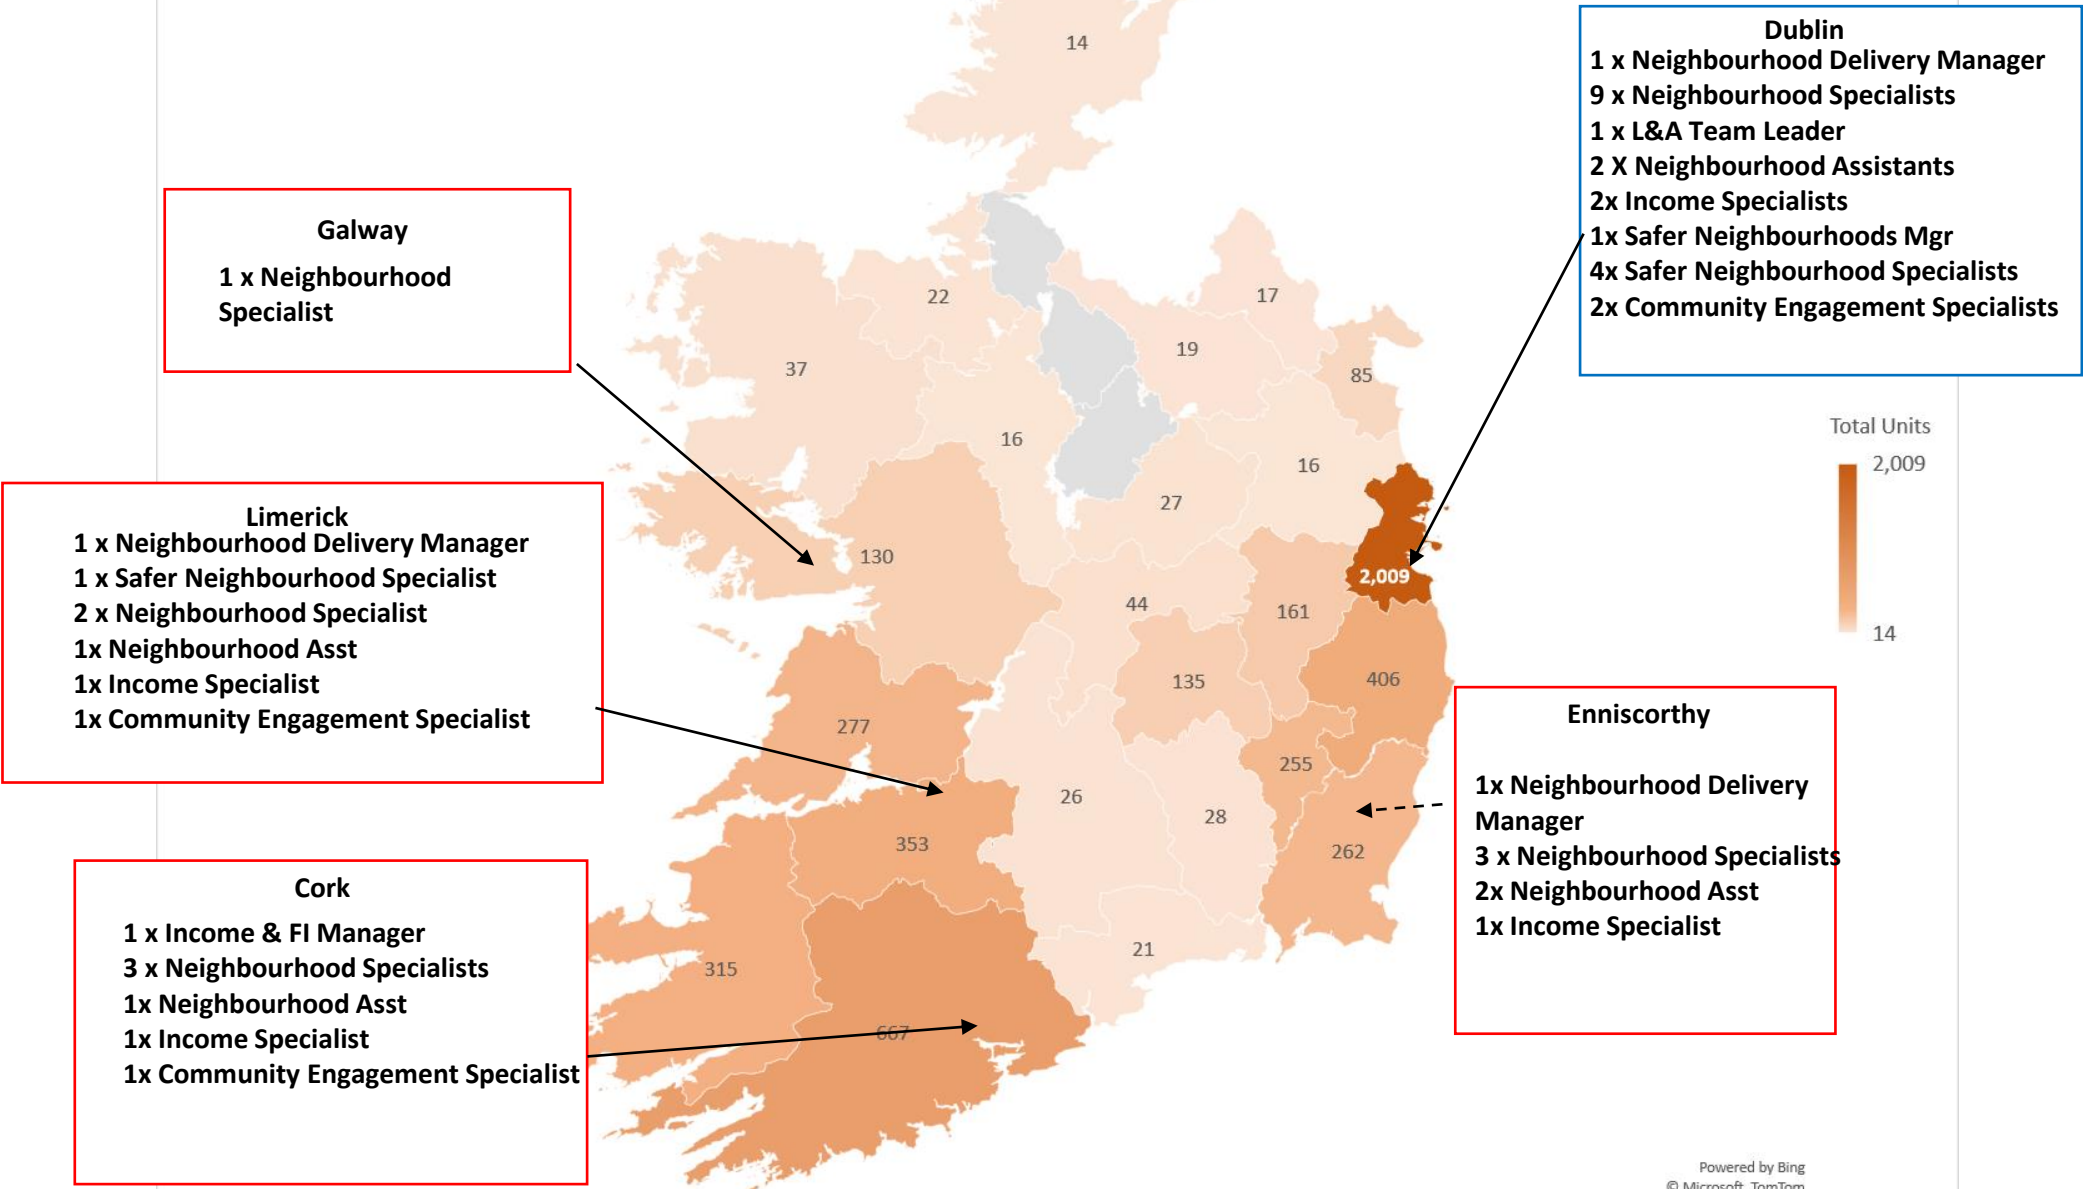 14
Dublin
1 x Neighbourhood Delivery Manager
9 x Neighbourhood Specialists
1 x L&A Team Leader
2 X Neighbourhood Assistants
2x Income Specialists
1x Safer Neighbourhoods Mgr
4x Safer Neighbourhood Specialists
2x Community Engagement Specialists
Galway
1 x Neighbourhood
Specialist
22
17
19
37
85
Total Units
2,009
14
16
16
27
Limerick
1 x Neighbourhood Delivery Manager
1 x Safer Neighbourhood Specialist
2 x Neighbourhood Specialist
1x Neighbourhood Asst
1x Income Specialist
1x Community Engagement Specialist
130
2,009
44
161
135
406
277
255
26
28
353
262
Enniscorthy
1x Neighbourhood Delivery
Manager
3 x Neighbourhood Specialists
2x Neighbourhood Asst
1x Income Specialist
Cork
1 x Income & FI Manager
3 x Neighbourhood Specialists
1x Neighbourhood Asst
1x Income Specialist
1x Community Engagement Specialist
315
21
667
Powered by Bing
© Microsoft, TomTom